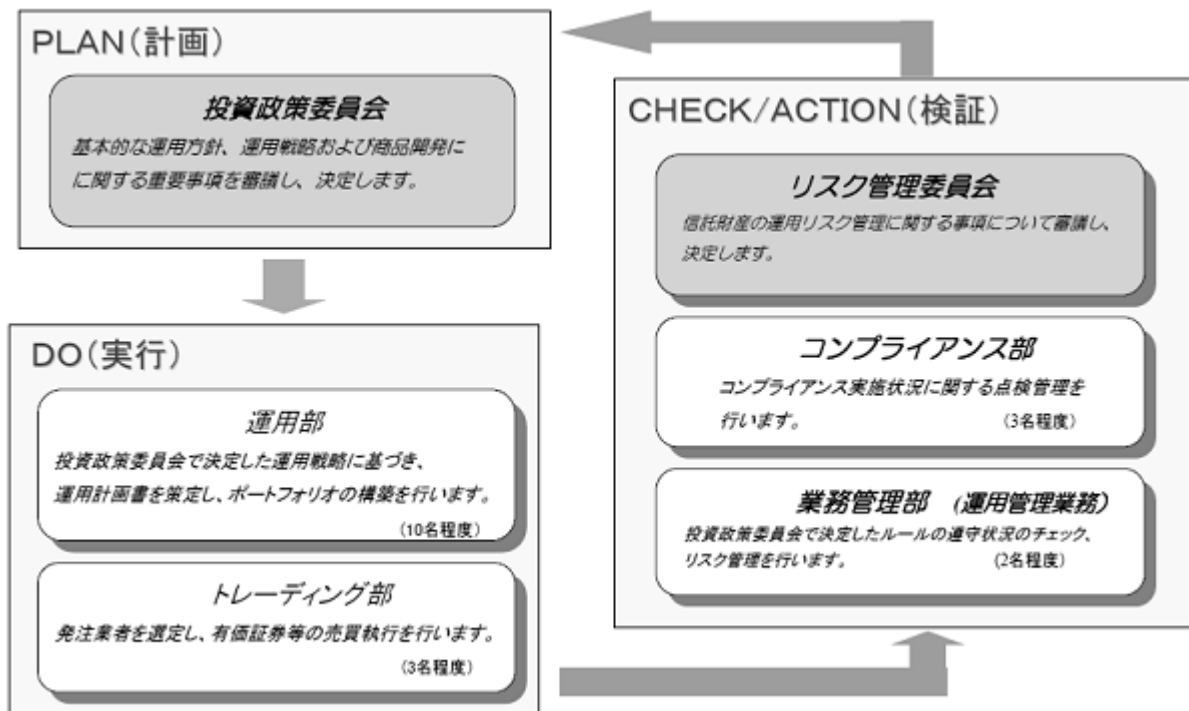 PLAN（計画）
投資政策委員会
基本的な運用方針、運用戦略および商品開発に
に関する重要事項を審議し、決定します。
DO（実行）
運用部
投資政策委員会で決定した運用戦略に基づき、
運用計画書を策定し、ポートフォリオの構築を行います。
（10名程度）
トレーディング部
発注業者を選定し、有価証券等の売買執行を行います。
（3名程度）
CHECK/ACTION（検証）
リスク管理委員会
信託財産の運用リスク管理に関する事項について審議し、
決定します。
コンプライアンス部
コンプライアンス実施状況に関する点検管理を
行います。 （3名程度）
業務管理部 （運用管理業務）
投資政策委員会で決定したルールの遵守状況のチェック、
リスク管理を行います。 （2名程度）